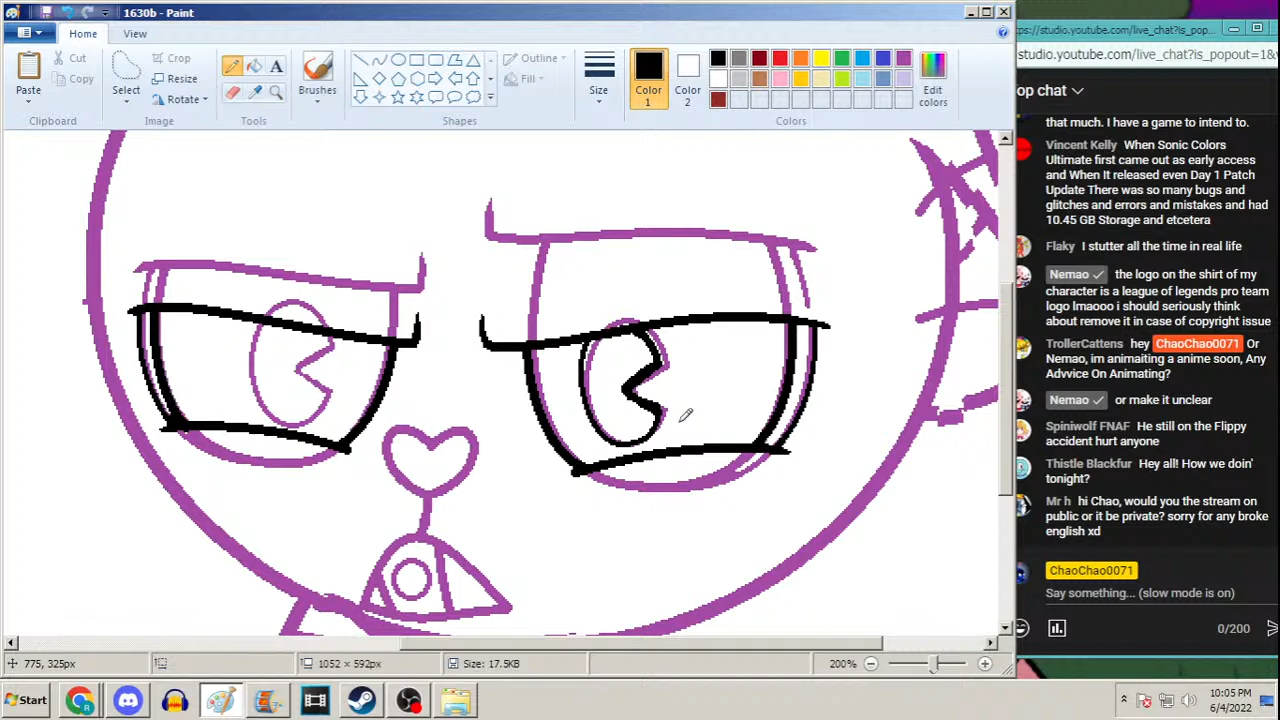 1630b - Paint
https://studio.youtube.com/live_chat?is_pop...
Home
View
studio.youtube.com/live_chat?is_popout=1&
Paste
Cut
Copy
Select
Crop
Resize
Rotate
Brushes
Outline
Fill
Size
Color
1
Color
2
Edit
colors
Clipboard
Image
Tools
Shapes
Colors
op chat
that much. I have a game to intend to.
Vincent Kelly When Sonic Colors
Ultimate first came out as early access
and When It released even Day 1 Patch
Update There was so many bugs and
glitches and errors and mistakes and had
10.45 GB Storage and etcetera
Flaky I stutter all the time in real life
Nemao the logo on the shirt of my
character is a league of legends pro team
logo lmaooo i should seriously think
about remove it in case of copyright issue
TrollerCattens hey ChaoChao0071 Or
Nemao, im animaiting a anime soon, Any
Advvice On Animating?
Nemao or make it unclear
Spiniwolf FNAF He still on the Flippy
accident hurt anyone
Thistle Blackfur Hey all! How we doin'
tonight?
Mr h hi Chao, would you the stream on
public or it be private? sorry for any broke
english xd
ChaoChao0071
Say something... (slow mode is on)
0/200
775, 325px
1052 × 592px
Size: 17.5KB
200%
Start
10:05 PM
6/4/2022